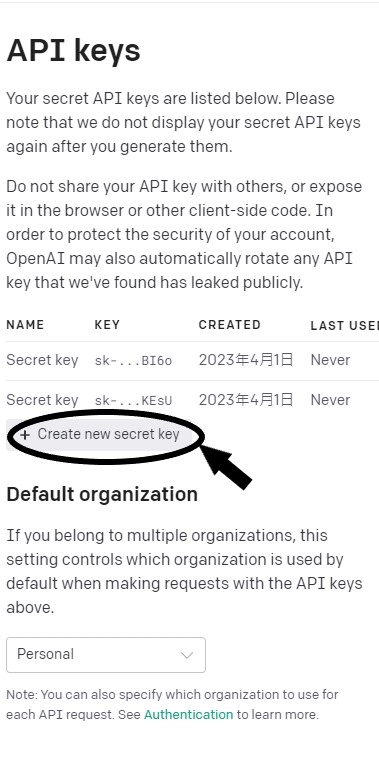 API keys
Your secret API keys are listed below. Please
note that we do not display your secret API keys
again after you generate them.
Do not share your API key with others, or expose
it in the browser or other client-side code. In
order to protect the security of your account,
OpenAI may also automatically rotate any API
key that we've found has leaked publicly.
NAME KEY CREATED LAST USED
Secret key sk-...BI6o 2023年4月1日 Never
Secret key sk-...KEsU 2023年4月1日 Never
+ Create new secret key
Default organization
If you belong to multiple organizations, this
setting controls which organization is used by
default when making requests with the API keys
above.
Personal
Note: You can also specify which organization to use for
each API request. See Authentication to learn more.